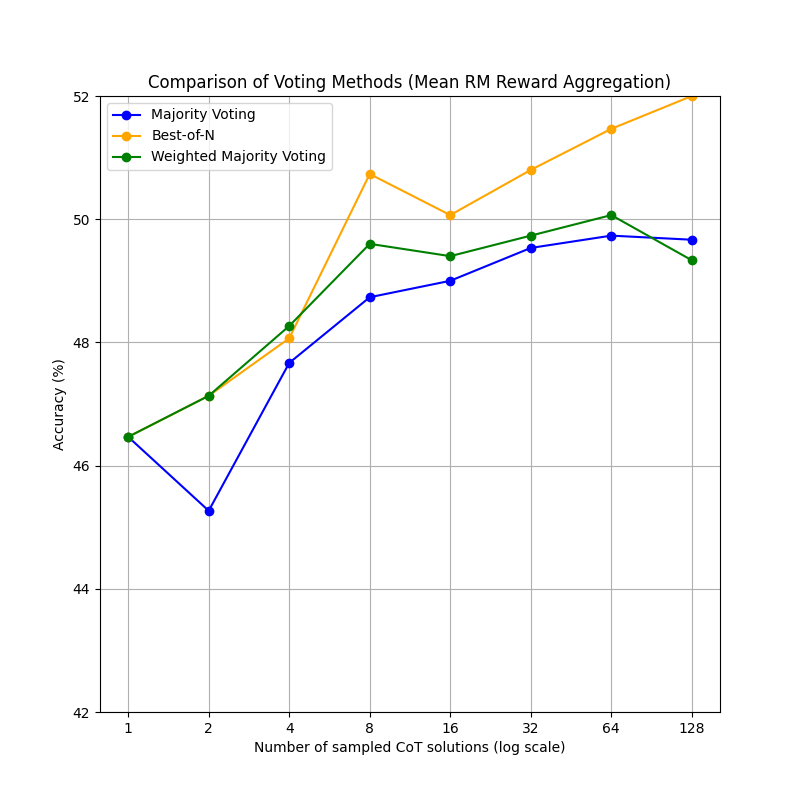 Comparison of Voting Methods (Mean RM Reward Aggregation)
Majority Voting
Best-of-N
Weighted Majority Voting
52
50
48
46
44
42
Accuracy (%)
1 2 4 8 16 32 64 128
Number of sampled CoT solutions (log scale)